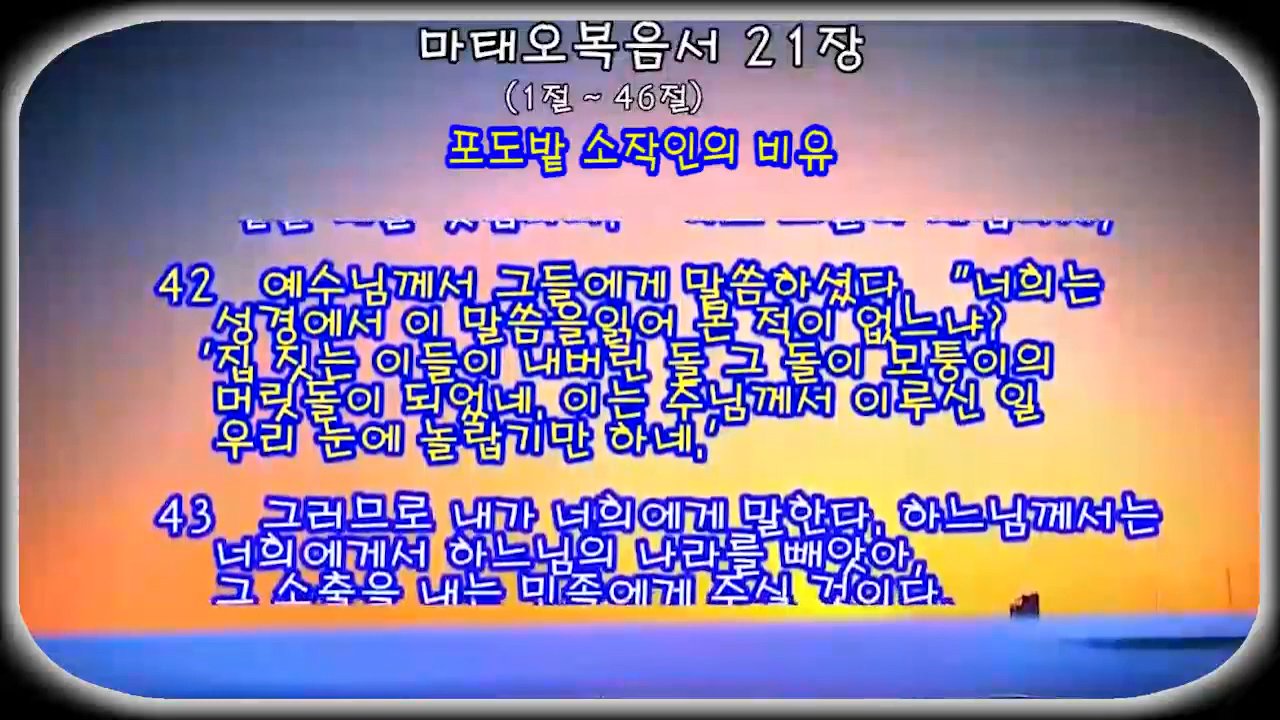 마태오복음서 21장
(1절 ~ 46절)
포도밭 소작인의 비유
42 예수님께서 그들에게 말씀하셨다. "너희는
성경에서 이 말씀을읽어 본 적이 없느냐?
'집 짓는 이들이 내버린 돌 그 돌이 모퉁이의
머릿돌이 되었네. 이는 주님께서 이루신 일
우리 눈에 놀랍기만 하네.'
43 그러므로 내가 너희에게 말한다. 하느님께서는
너희에게서 하느님의 나라를 빼앗아,
그 소출을 내는 민족에게 주실 것이다.